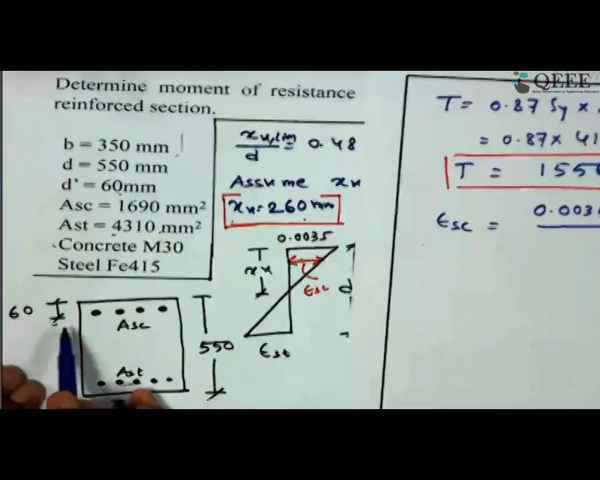 QEEE
Determine moment of resistance
reinforced section.
b = 350 mm
d = 550 mm
d' = 60mm
Asc = 1690 mm²
Ast = 4310 mm²
Concrete M30
Steel Fe415
xu,lim/d = 0.48
Assume xu
xu = 260 mm
0.0035
xu
Esc
d
Est
60
Asc
550
Ast
T = 0.87 fy ×
= 0.87 × 41
T = 155
Esc = 0.003